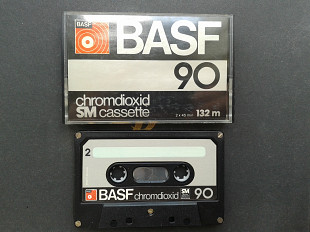 BASF
90
chromdioxid
SM cassette
2 x 45 min 132 m
2
BASF chromdioxid SM 90